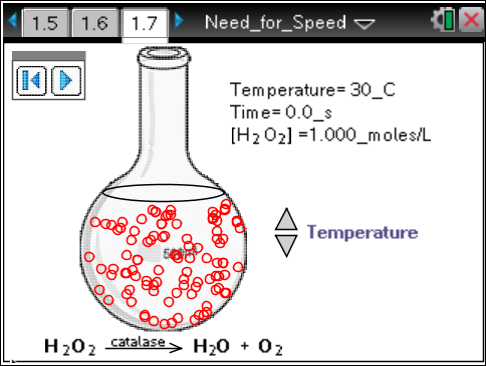 1.5 1.6 1.7 Need_for_Speed
Temperature= 30_C
Time= 0.0_s
[H2O2] =1.000_moles/L
Temperature
catalase
H2O2 H2O + O2